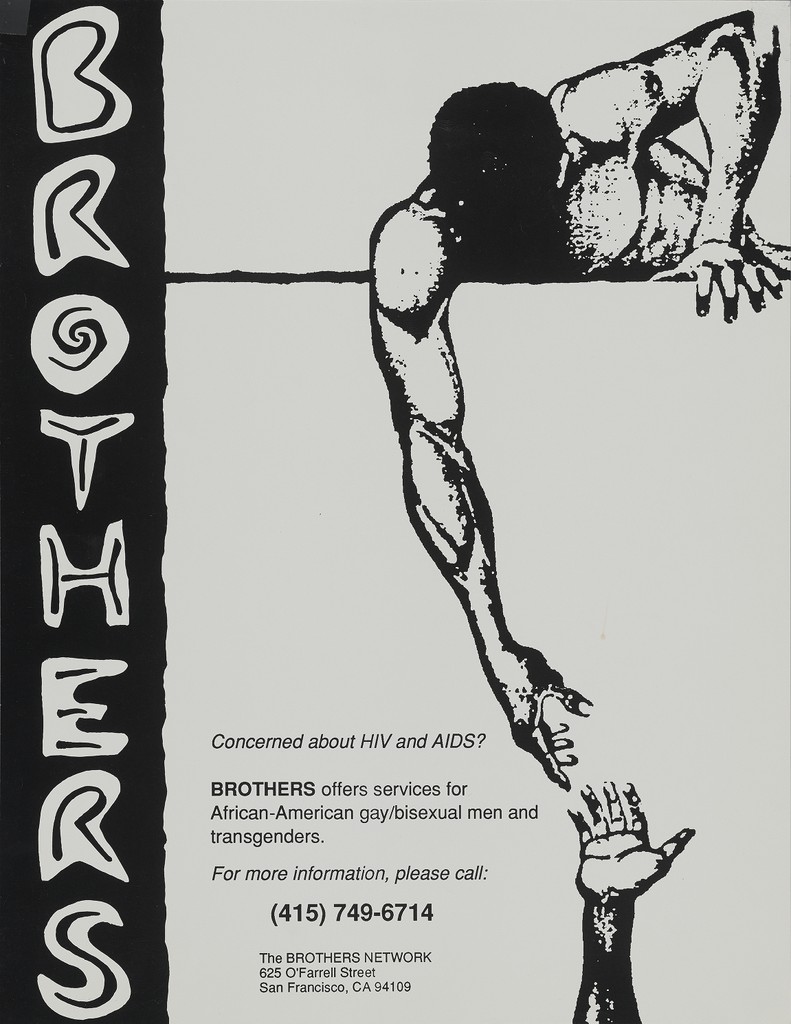 BROTHERS
Concerned about HIV and AIDS?
BROTHERS offers services for
African-American gay/bisexual men and
transgenders.
For more information, please call:
(415) 749-6714
The BROTHERS NETWORK
625 O'Farrell Street
San Francisco, CA 94109